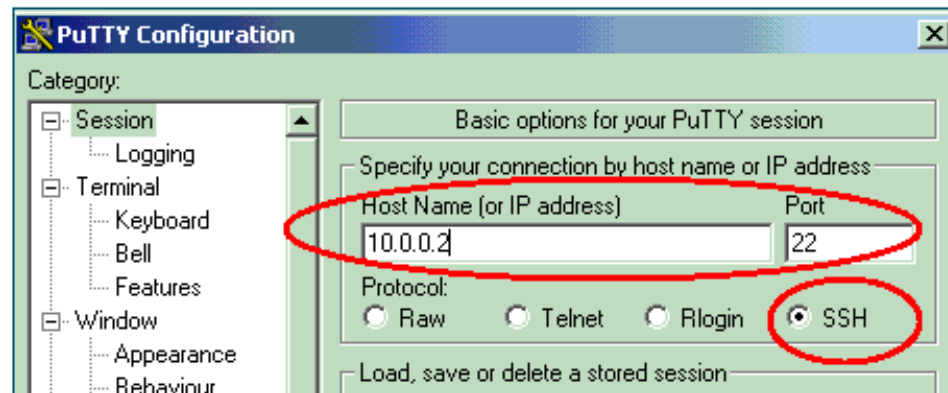 PuTTY Configuration
Category:
Session
Logging
Terminal
Keyboard
Bell
Features
Window
Appearance
Behaviour
Basic options for your PuTTY session
Specify your connection by host name or IP address
Host Name (or IP address) Port
10.0.0.2 22
Protocol:
Raw Telnet Rlogin SSH
Load, save or delete a stored session